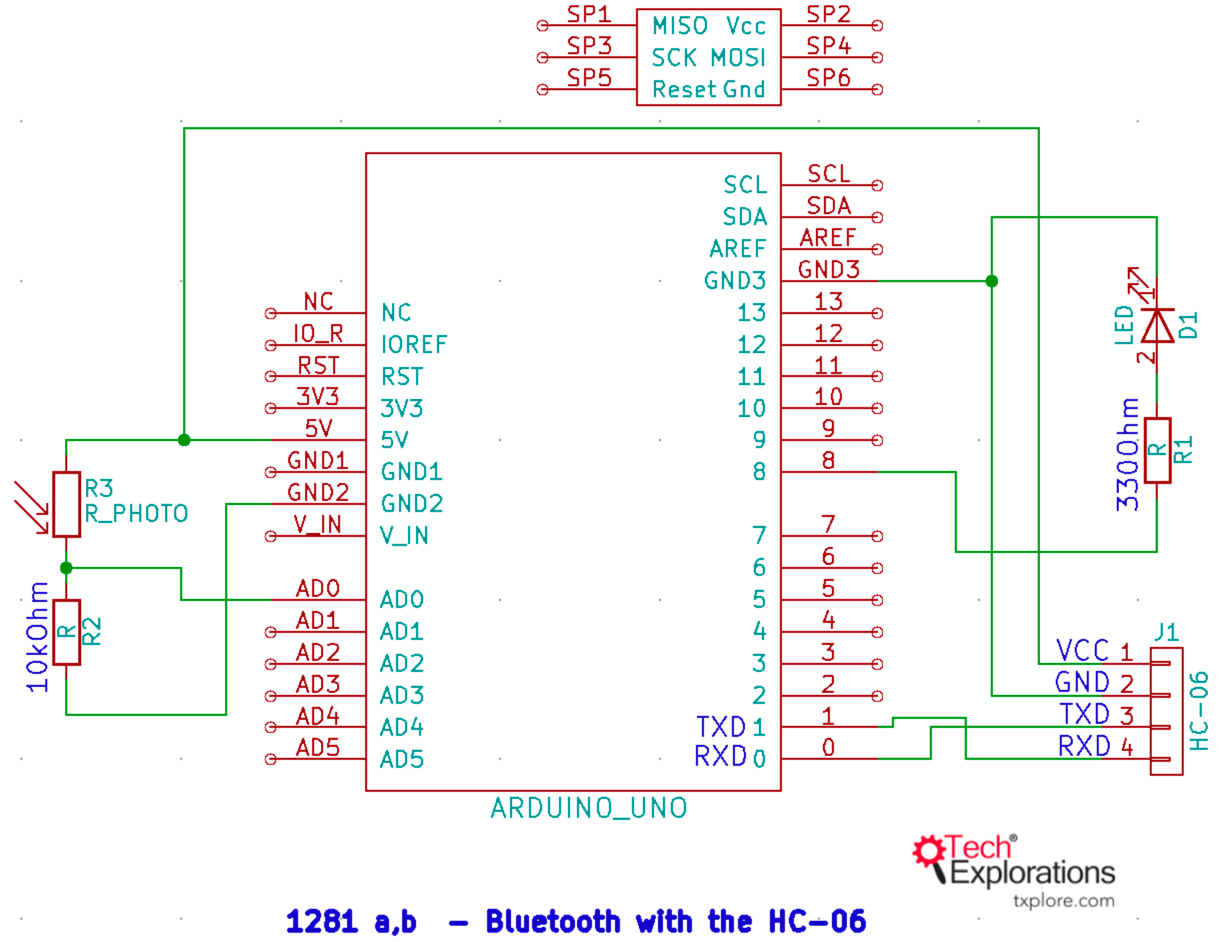 SP1 MISO Vcc SP2
SP3 SCK MOSI SP4
SP5 Reset Gnd SP6
SCL SCL
SDA SDA
AREF AREF
GND3 GND3
NC NC 13 13
IO_R IOREF 12 12
RST RST 11 11
3V3 3V3 10 10
5V 5V 9 9
GND1 GND1 8 8
GND2 GND2
V_IN V_IN 7 7
6 6
AD0 AD0 5 5
AD1 AD1 4 4
AD2 AD2 3 3
AD3 AD3 2 2
AD4 AD4 TXD 1 1
AD5 AD5 RXD 0 0
ARDUINO_UNO
R3
R_PHOTO
10kOhm R R2
1
LED D1
2
330Ohm R R1
J1
VCC 1
GND 2
TXD 3
RXD 4
HC-06
Tech®
Explorations
txplore.com
1281 a,b - Bluetooth with the HC-06